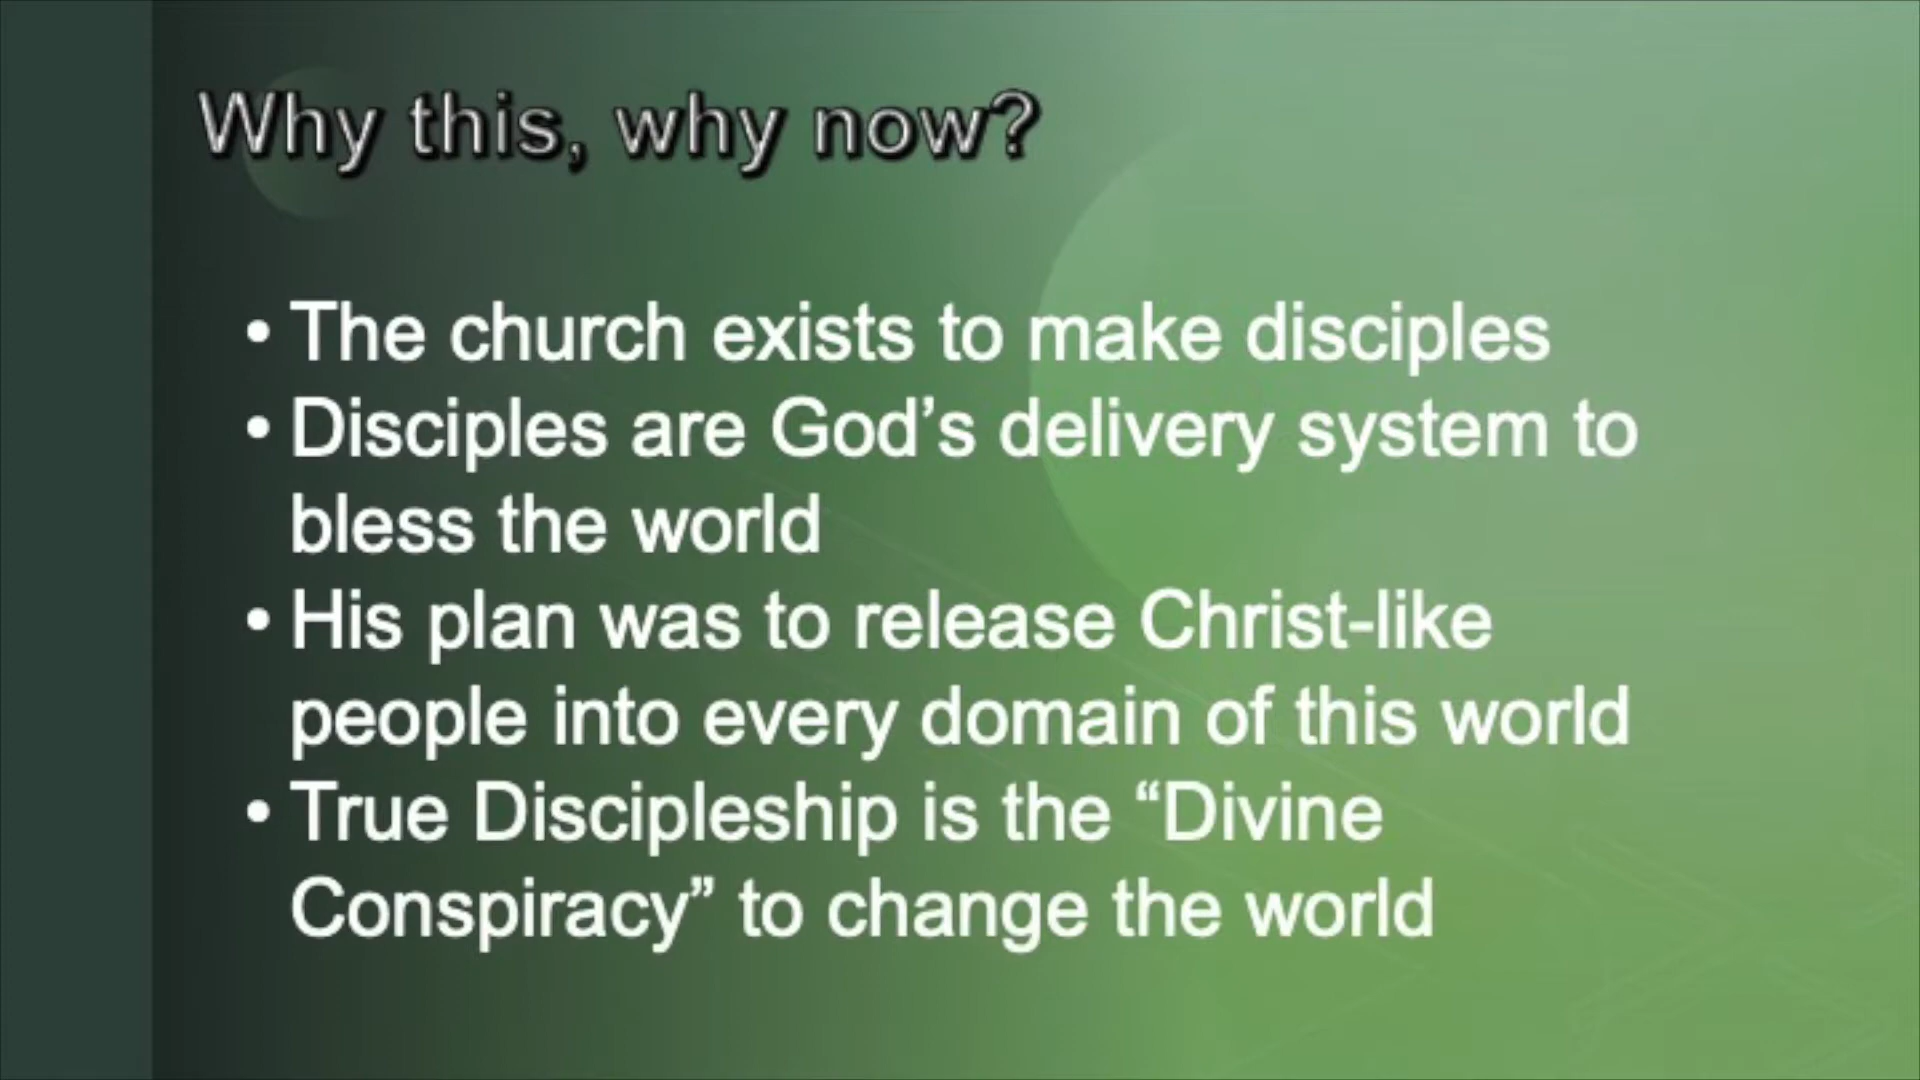 Why this, why now?
• The church exists to make disciples
• Disciples are God’s delivery system to
bless the world
• His plan was to release Christ-like
people into every domain of this world
• True Discipleship is the “Divine
Conspiracy” to change the world